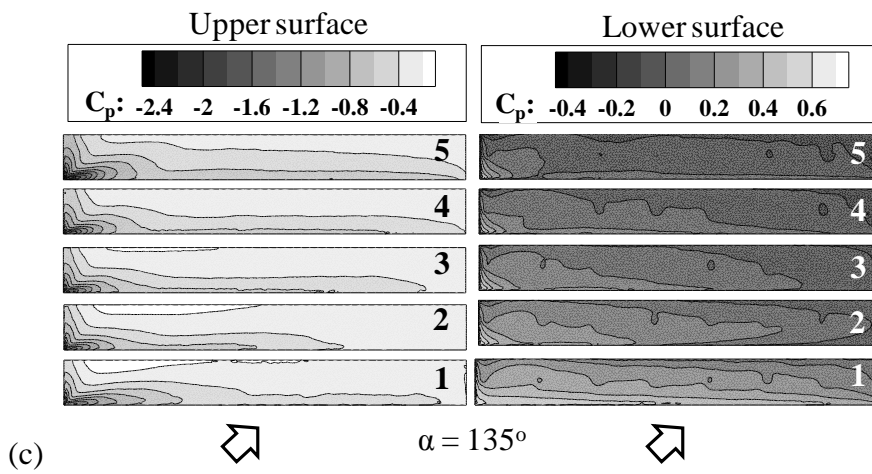 Upper surface
Lower surface
Cₚ: -2.4 -2 -1.6 -1.2 -0.8 -0.4
Cₚ: -0.4 -0.2 0 0.2 0.4 0.6
5
5
4
4
3
3
2
2
1
1
(c)
α = 135º